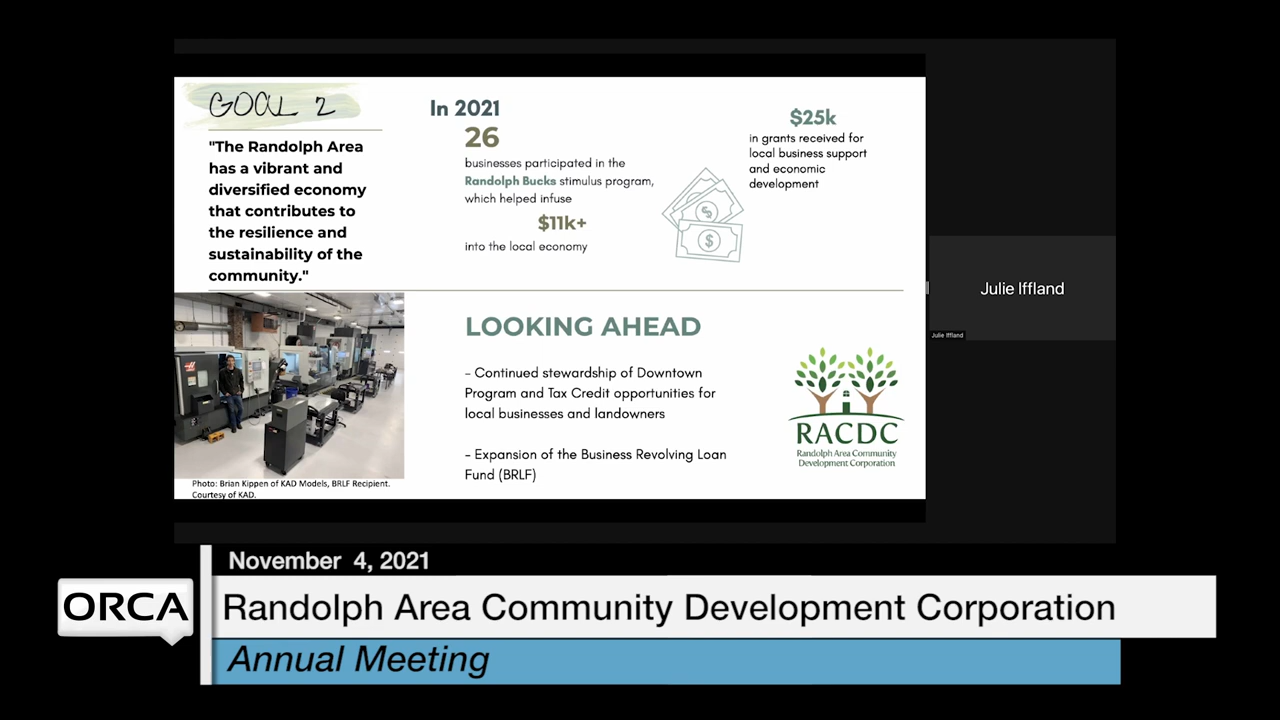 GOAL 2
"The Randolph Area
has a vibrant and
diversified economy
that contributes to
the resilience and
sustainability of the
community."
In 2021
26
businesses participated in the
Randolph Bucks stimulus program,
which helped infuse
$11k+
into the local economy
$25k
in grants received for
local business support
and economic
development
Photo: Brian Kippen of KAD Models, BRLF Recipient.
Courtesy of KAD.
LOOKING AHEAD
- Continued stewardship of Downtown
Program and Tax Credit opportunities for
local businesses and landowners
- Expansion of the Business Revolving Loan
Fund (BRLF)
RACDC
Randolph Area Community
Development Corporation
Julie Iffland
Julie Iffland
November 4, 2021
ORCA
Randolph Area Community Development Corporation
Annual Meeting